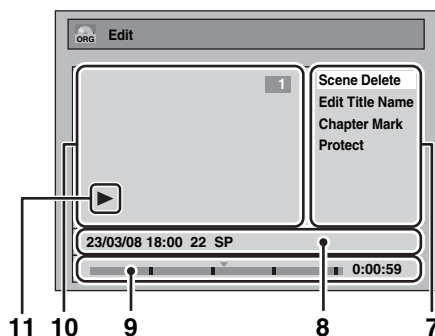 ORG Edit
1
Scene Delete
Edit Title Name
Chapter Mark
Protect
23/03/08 18:00 22 SP
0:00:59
11 10 9 8 7